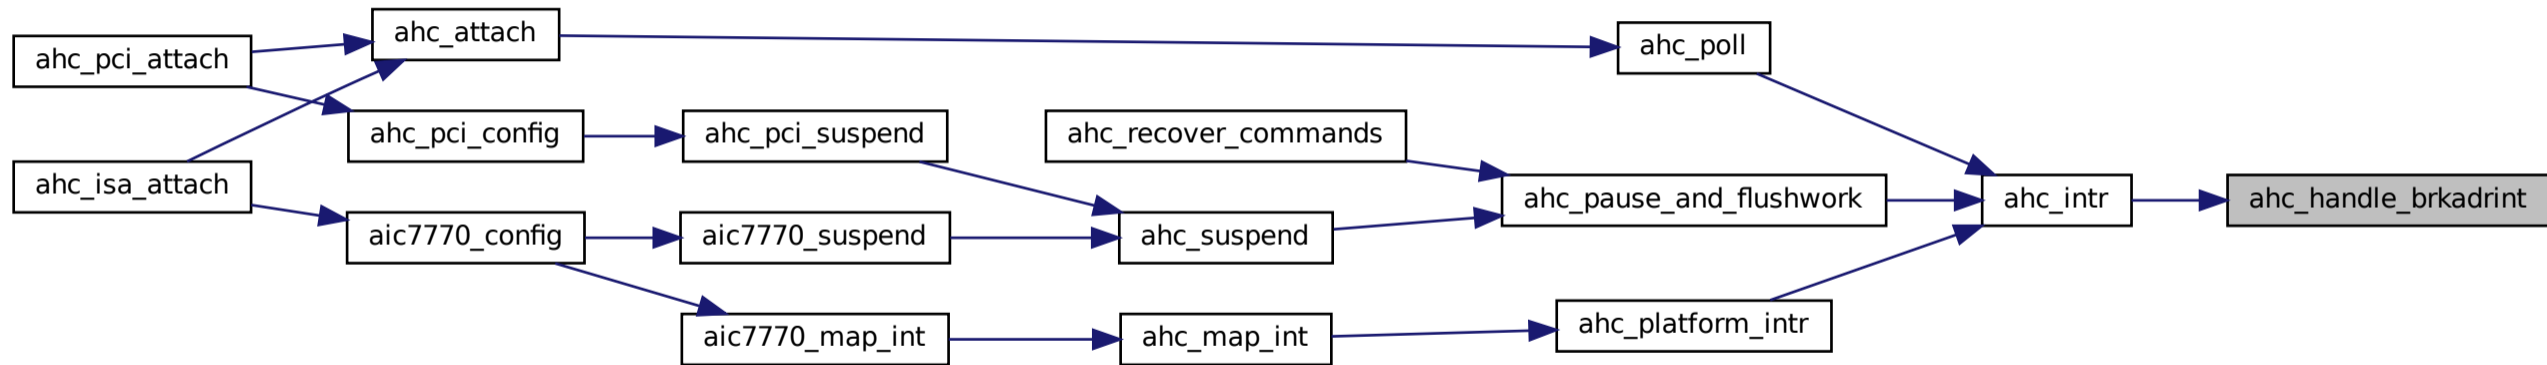 ahc_pci_attach
ahc_attach
ahc_poll
ahc_pci_config
ahc_pci_suspend
ahc_recover_commands
ahc_isa_attach
ahc_pause_and_flushwork
ahc_intr
ahc_handle_brkadrint
aic7770_config
aic7770_suspend
ahc_suspend
aic7770_map_int
ahc_map_int
ahc_platform_intr